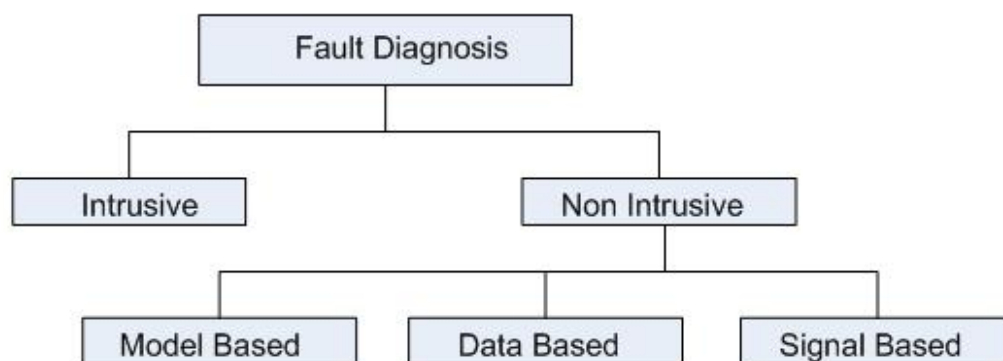 Fault Diagnosis
Intrusive
Non Intrusive
Model Based
Data Based
Signal Based